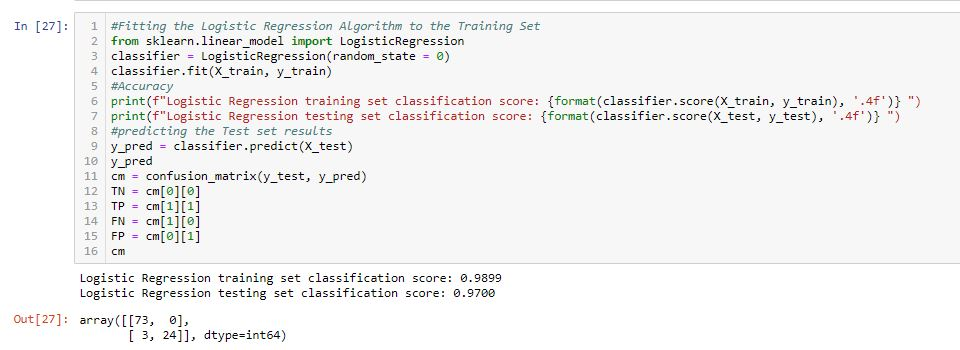 In [27]:
1 #Fitting the Logistic Regression Algorithm to the Training Set
2 from sklearn.linear_model import LogisticRegression
3 classifier = LogisticRegression(random_state = 0)
4 classifier.fit(X_train, y_train)
5 #Accuracy
6 print(f"Logistic Regression training set classification score: {format(classifier.score(X_train, y_train), '.4f')} ")
7 print(f"Logistic Regression testing set classification score: {format(classifier.score(X_test, y_test), '.4f')} ")
8 #predicting the Test set results
9 y_pred = classifier.predict(X_test)
10 y_pred
11 cm = confusion_matrix(y_test, y_pred)
12 TN = cm[0][0]
13 TP = cm[1][1]
14 FN = cm[1][0]
15 FP = cm[0][1]
16 cm
Logistic Regression training set classification score: 0.9899
Logistic Regression testing set classification score: 0.9700
Out[27]: array([[73,  0],
[ 3, 24]], dtype=int64)